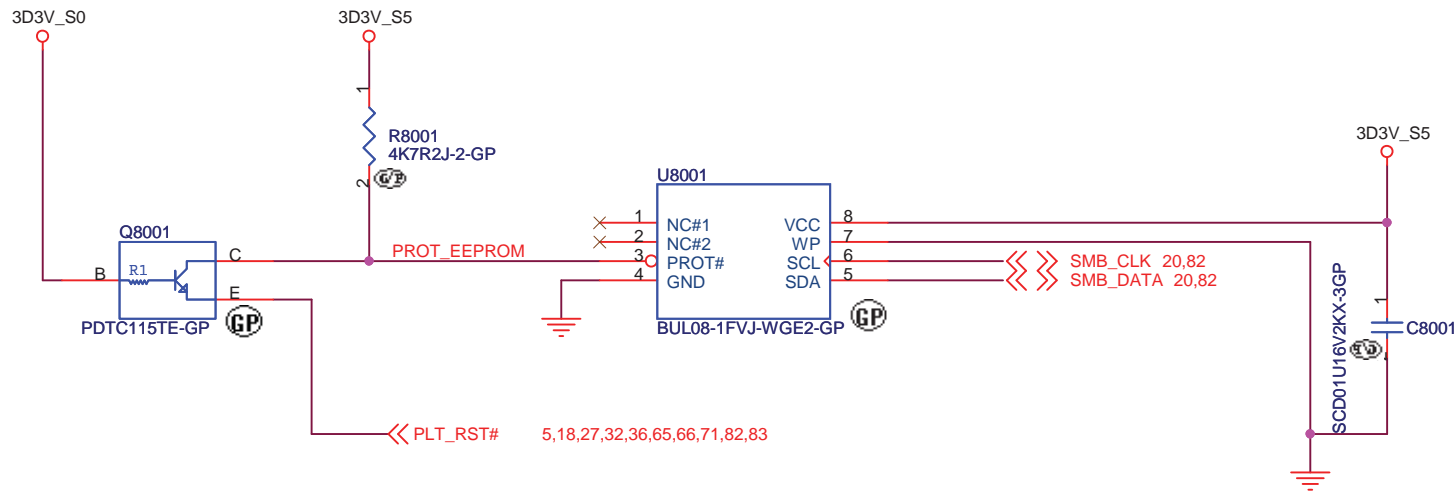 3D3V_S0
3D3V_S5
1
R8001
4K7R2J-2-GP
2
G/P
3D3V_S5
U8001
1 NC#1 VCC 8
2 NC#2 WP 7
3 PROT# SCL 6
4 GND SDA 5
BUL08-1FVJ-WGE2-GP
GP
PROT_EEPROM
Q8001
B R1 C
E
PDTC115TE-GP
GP
SMB_CLK 20,82
SMB_DATA 20,82
1
C8001
SCD01U16V2KX-3GP
PLT_RST# 5,18,27,32,36,65,66,71,82,83